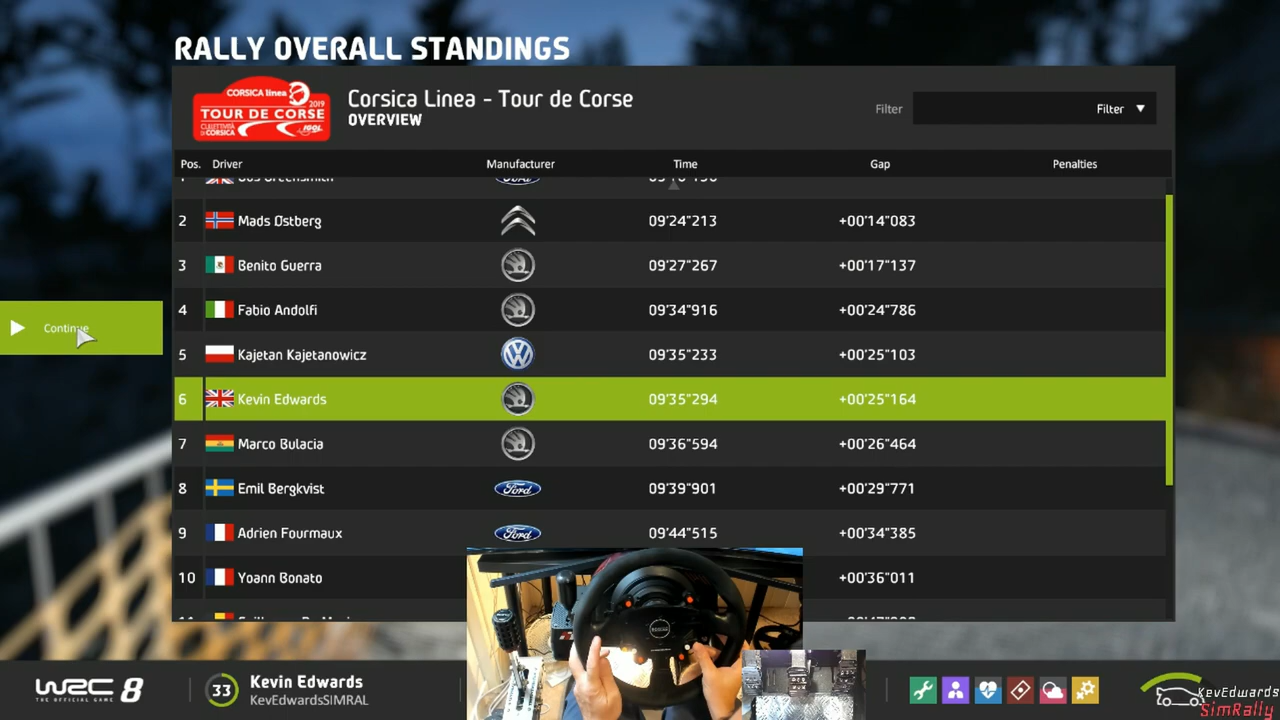 RALLY OVERALL STANDINGS
CORSICA linea
2019
TOUR DE CORSE
CULLETTIVITÀ DI CORSICA
IGOL
Corsica Linea - Tour de Corse
OVERVIEW
Filter
Filter
Pos. Driver Manufacturer Time Gap Penalties
2 Mads Østberg 09'24"213 +00'14"083
3 Benito Guerra 09'27"267 +00'17"137
4 Fabio Andolfi 09'34"916 +00'24"786
Continue
5 Kajetan Kajetanowicz 09'35"233 +00'25"103
6 Kevin Edwards 09'35"294 +00'25"164
7 Marco Bulacia 09'36"594 +00'26"464
8 Emil Bergkvist Ford 09'39"901 +00'29"771
9 Adrien Fourmaux Ford 09'44"515 +00'34"385
10 Yoann Bonato +00'36"011
WRC 8
THE OFFICIAL GAME
33
Kevin Edwards
KevEdwardsSIMRAL
KevEdwards
SimRally